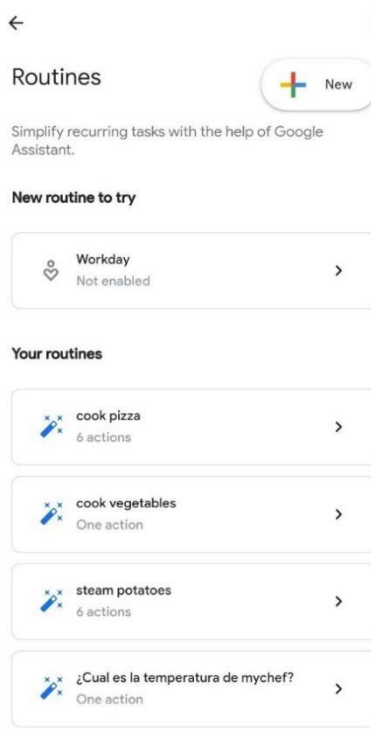 Routines
New
Simplify recurring tasks with the help of Google
Assistant.
New routine to try
Workday
Not enabled
Your routines
cook pizza
6 actions
cook vegetables
One action
steam potatoes
6 actions
¿Cual es la temperatura de mychef?
One action